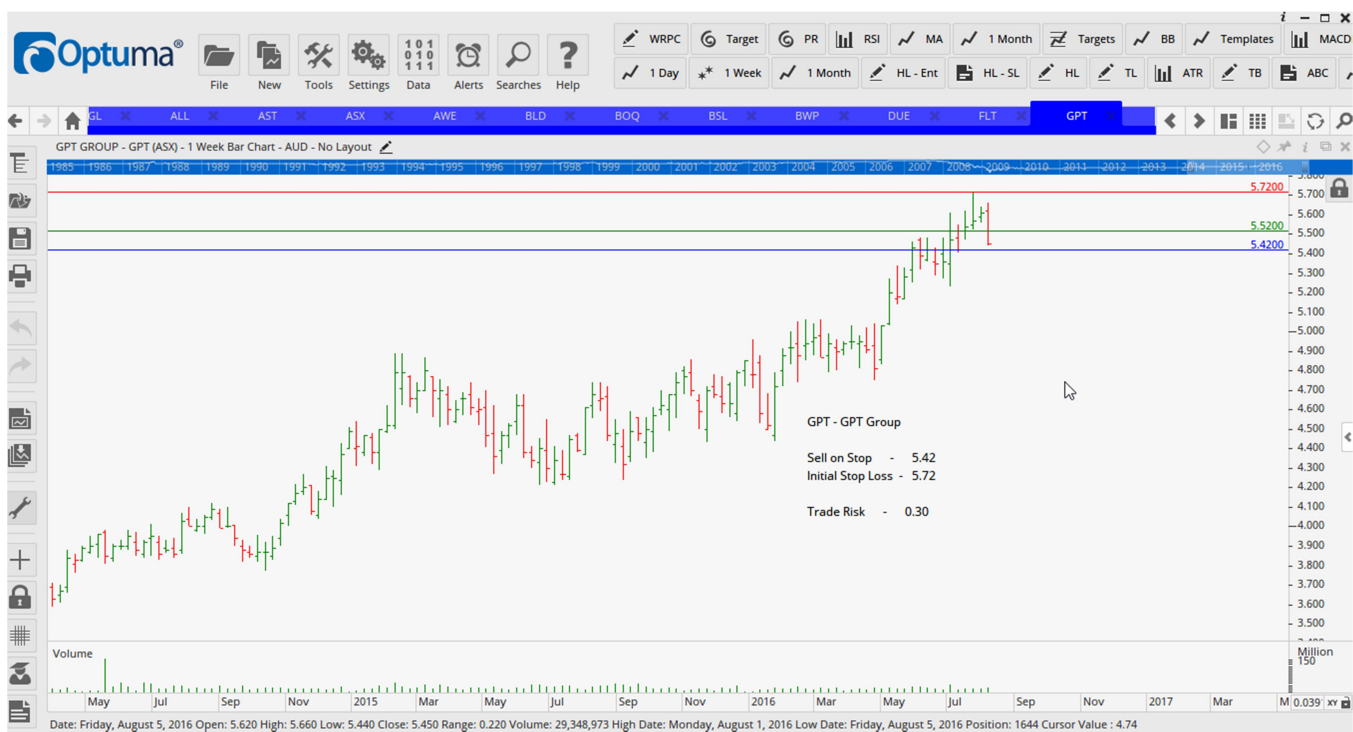 i
Optuma®
File New Tools Settings Data Alerts Searches Help
WRPC Target PR RSI MA 1 Month Targets BB Templates MACD
1 Day 1 Week 1 Month HL - Ent HL - SL HL TL ATR TB ABC
GL ALL AST ASX AWE BLD BOQ BSL BWP DUE FLT GPT
GPT GROUP - GPT (ASX) - 1 Week Bar Chart - AUD - No Layout
1985 1986 1987 1988 1989 1990 1991 1992 1993 1994 1995 1996 1997 1998 1999 2000 2001 2002 2003 2004 2005 2006 2007 2008 2009 2010 2011 2012 2013 2014 2015 2016
5.7200
5.700
5.600
5.5200
5.500
5.4200
5.400
5.300
5.200
5.100
5.000
4.900
4.800
4.700
4.600
GPT - GPT Group
4.500
4.400
Sell on Stop - 5.42
4.300
Initial Stop Loss - 5.72
4.200
4.100
Trade Risk - 0.30
4.000
3.900
3.800
3.700
3.600
3.500
Volume
Million
150
May Jul Sep Nov 2015 Mar May Jul Sep Nov 2016 Mar May Jul Sep Nov 2017 Mar M 0.039 XY
Date: Friday, August 5, 2016 Open: 5.620 High: 5.660 Low: 5.440 Close: 5.450 Range: 0.220 Volume: 29,348,973 High Date: Monday, August 1, 2016 Low Date: Friday, August 5, 2016 Position: 1644 Cursor Value : 4.74